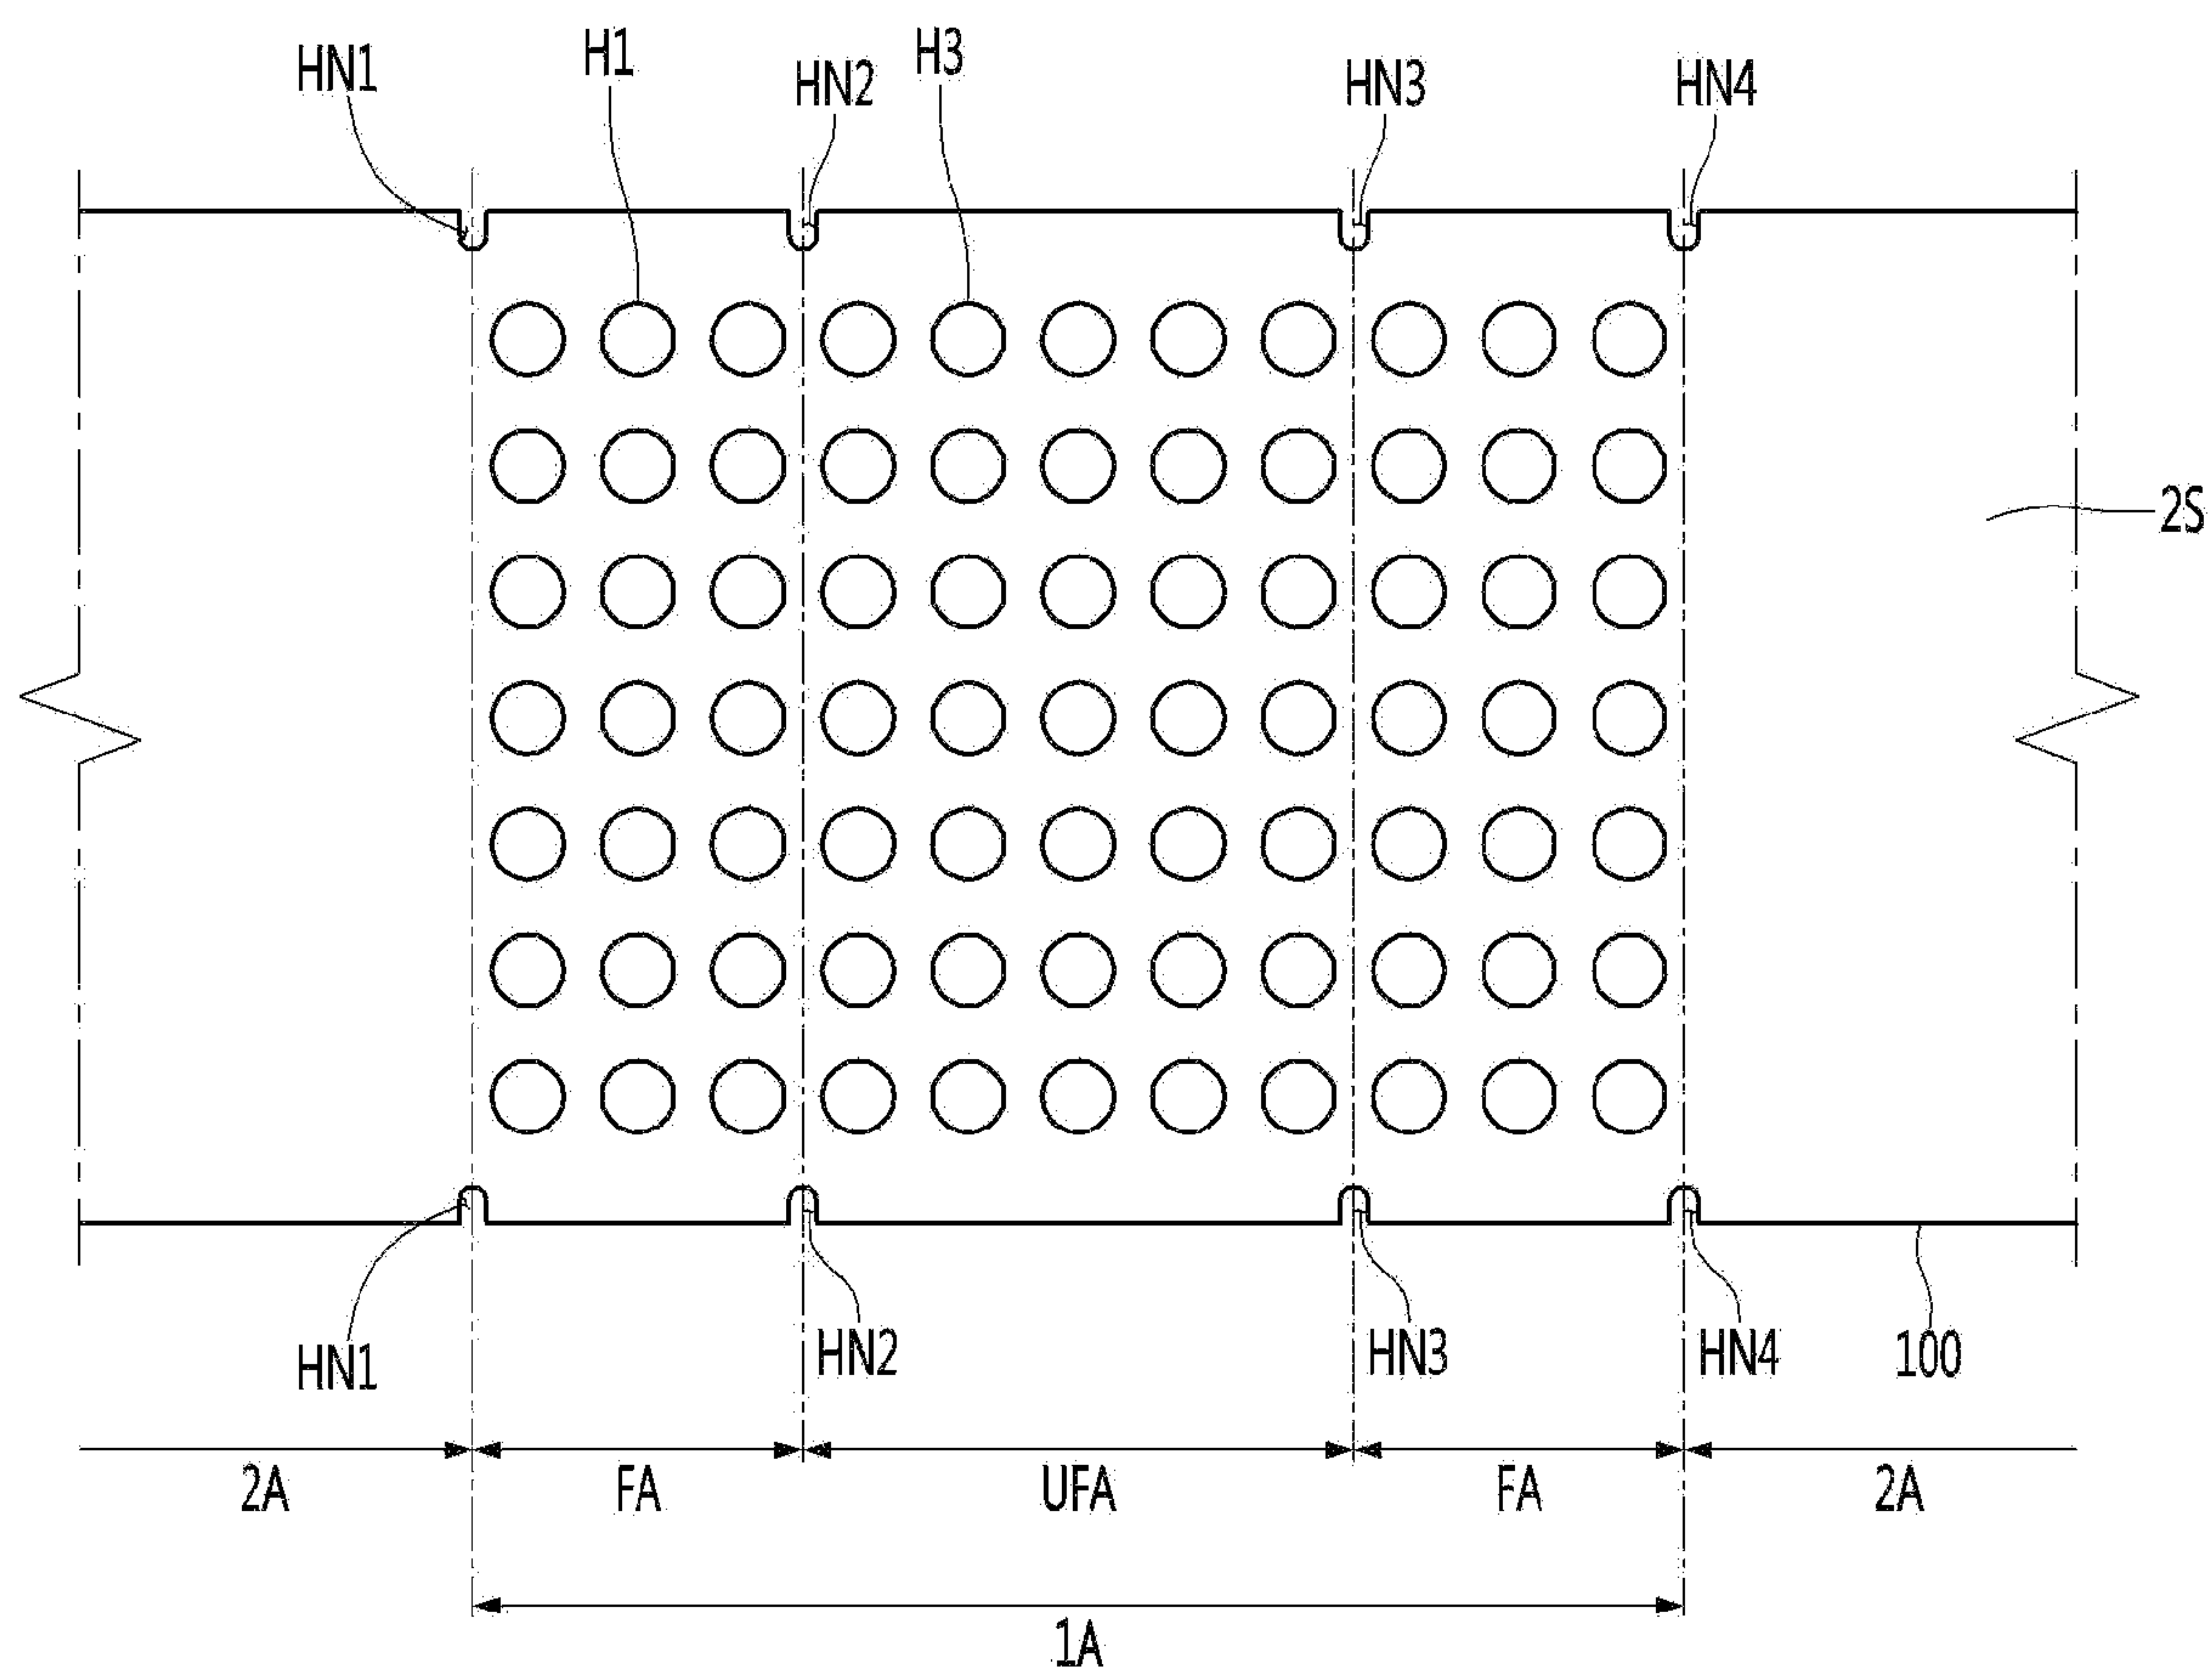 HN1 H1 HN2 H3 HN3 HN4
2S
HN1 HN2 HN3 HN4 100
2A FA UFA FA 2A
1A